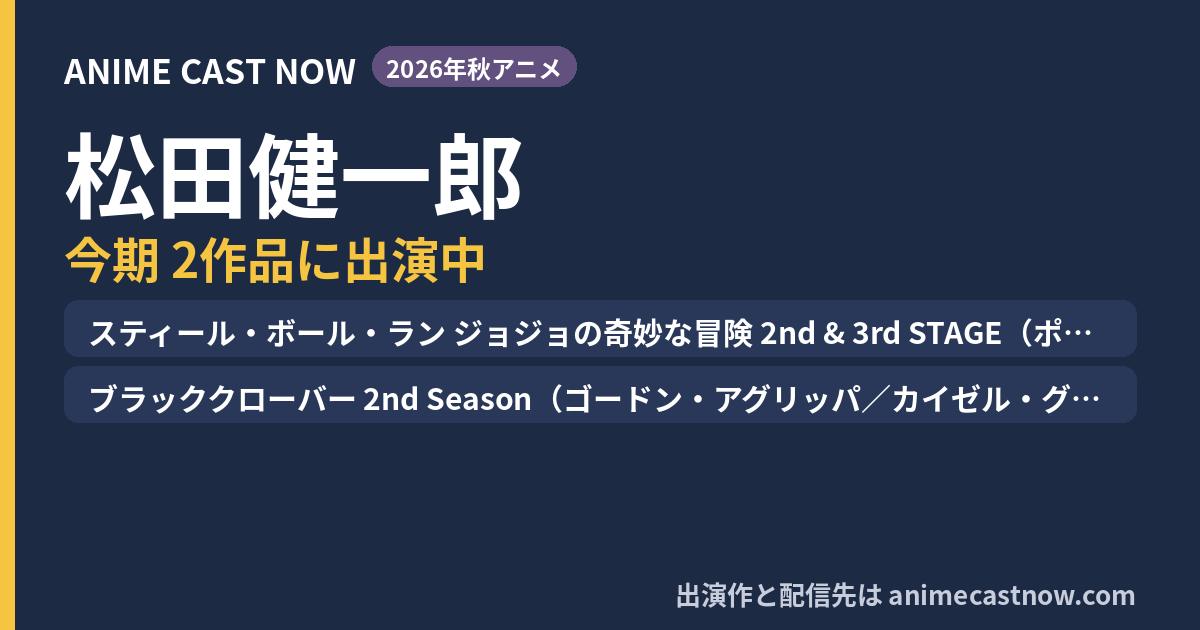 ANIME CAST NOW 2026年秋アニメ
松田健一郎
今期 2作品に出演中
スティール・ボール・ラン ジョジョの奇妙な冒険 2nd & 3rd STAGE（ポ…
ブラッククローバー 2nd Season（ゴードン・アグリッパ／カイゼル・グ…
出演作と配信先は animecastnow.com